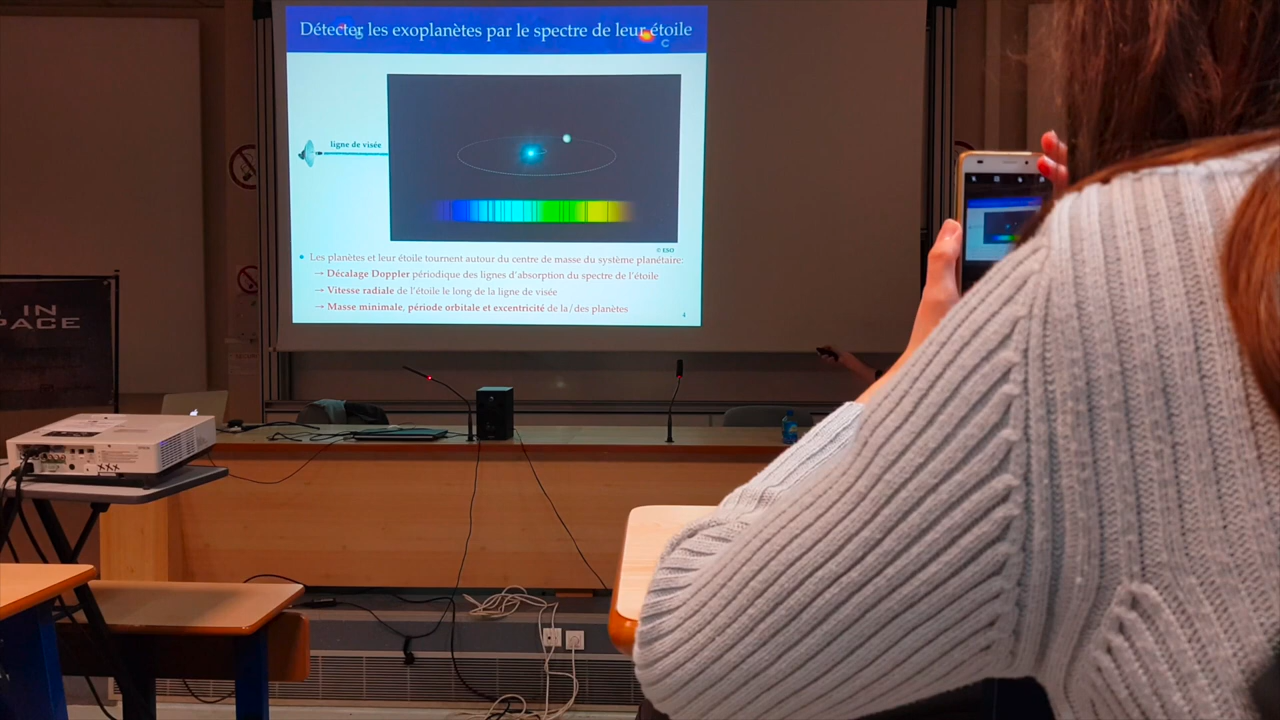 Détecter les exoplanètes par le spectre de leur étoile
ligne de visée
© ESO
• Les planètes et leur étoile tournent autour du centre de masse du système planétaire:
→ Décalage Doppler périodique des lignes d'absorption du spectre de l'étoile
→ Vitesse radiale de l'étoile le long de la ligne de visée
→ Masse minimale, période orbitale et excentricité de la/des planètes
4
IN
PACE